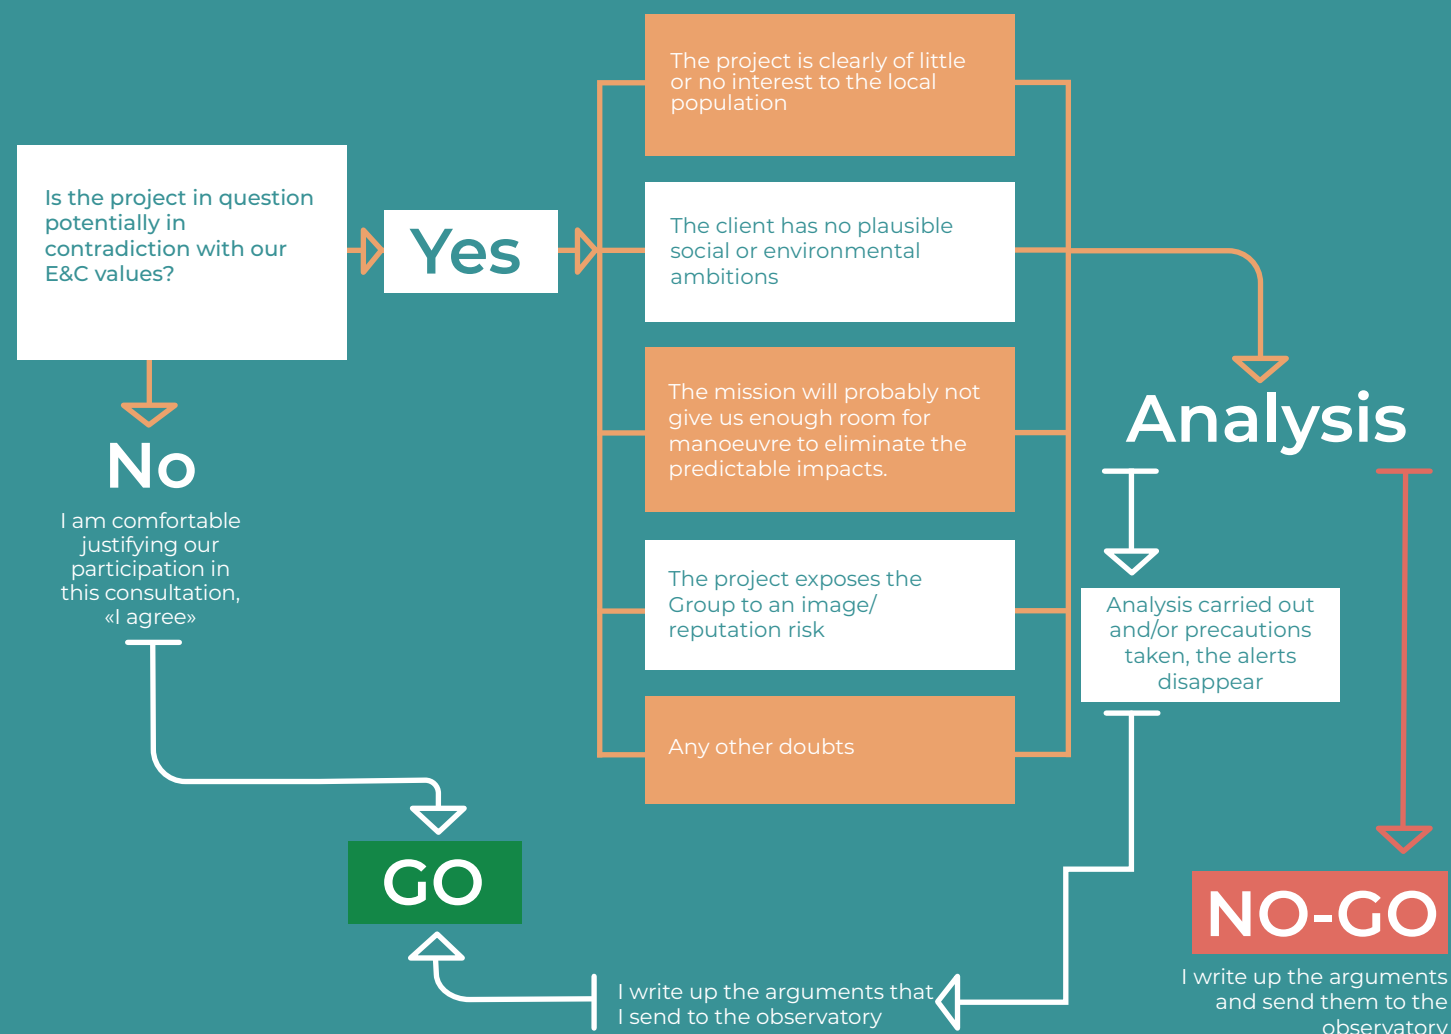 Is the project in question
potentially in
contradiction with our
E&C values?
Yes
No
I am comfortable
justifying our
participation in
this consultation,
«I agree»
The project is clearly of little
or no interest to the local
population
The client has no plausible
social or environmental
ambitions
The mission will probably not
give us enough room for
manoeuvre to eliminate the
predictable impacts.
The project exposes the
Group to an image/
reputation risk
Any other doubts
Analysis
Analysis carried out
and/or precautions
taken, the alerts
disappear
I write up the arguments that
I send to the observatory
GO
NO-GO
I write up the arguments
and send them to the
observatory